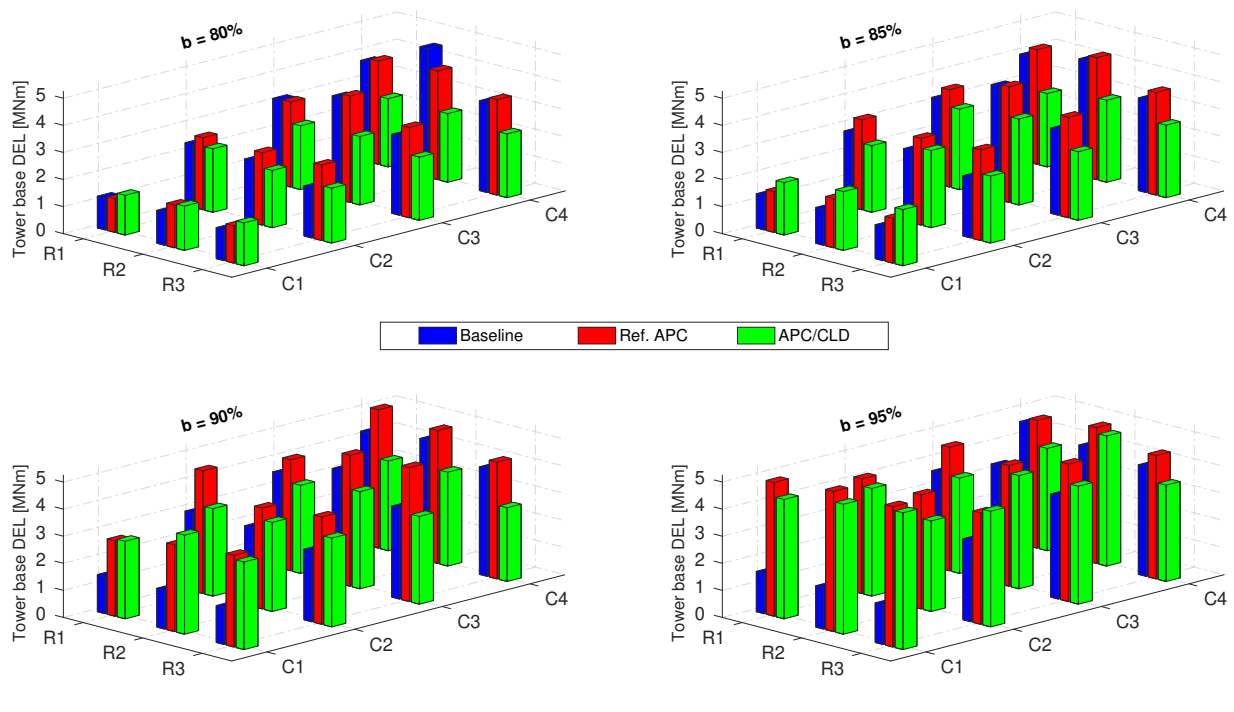 b = 80%
Tower base DEL [MNm]
5
4
3
2
1
0
R1
R2
R3
C1
C2
C3
C4
b = 85%
Tower base DEL [MNm]
5
4
3
2
1
0
R1
R2
R3
C1
C2
C3
C4
Baseline
Ref. APC
APC/CLD
b = 90%
Tower base DEL [MNm]
5
4
3
2
1
0
R1
R2
R3
C1
C2
C3
C4
b = 95%
Tower base DEL [MNm]
5
4
3
2
1
0
R1
R2
R3
C1
C2
C3
C4